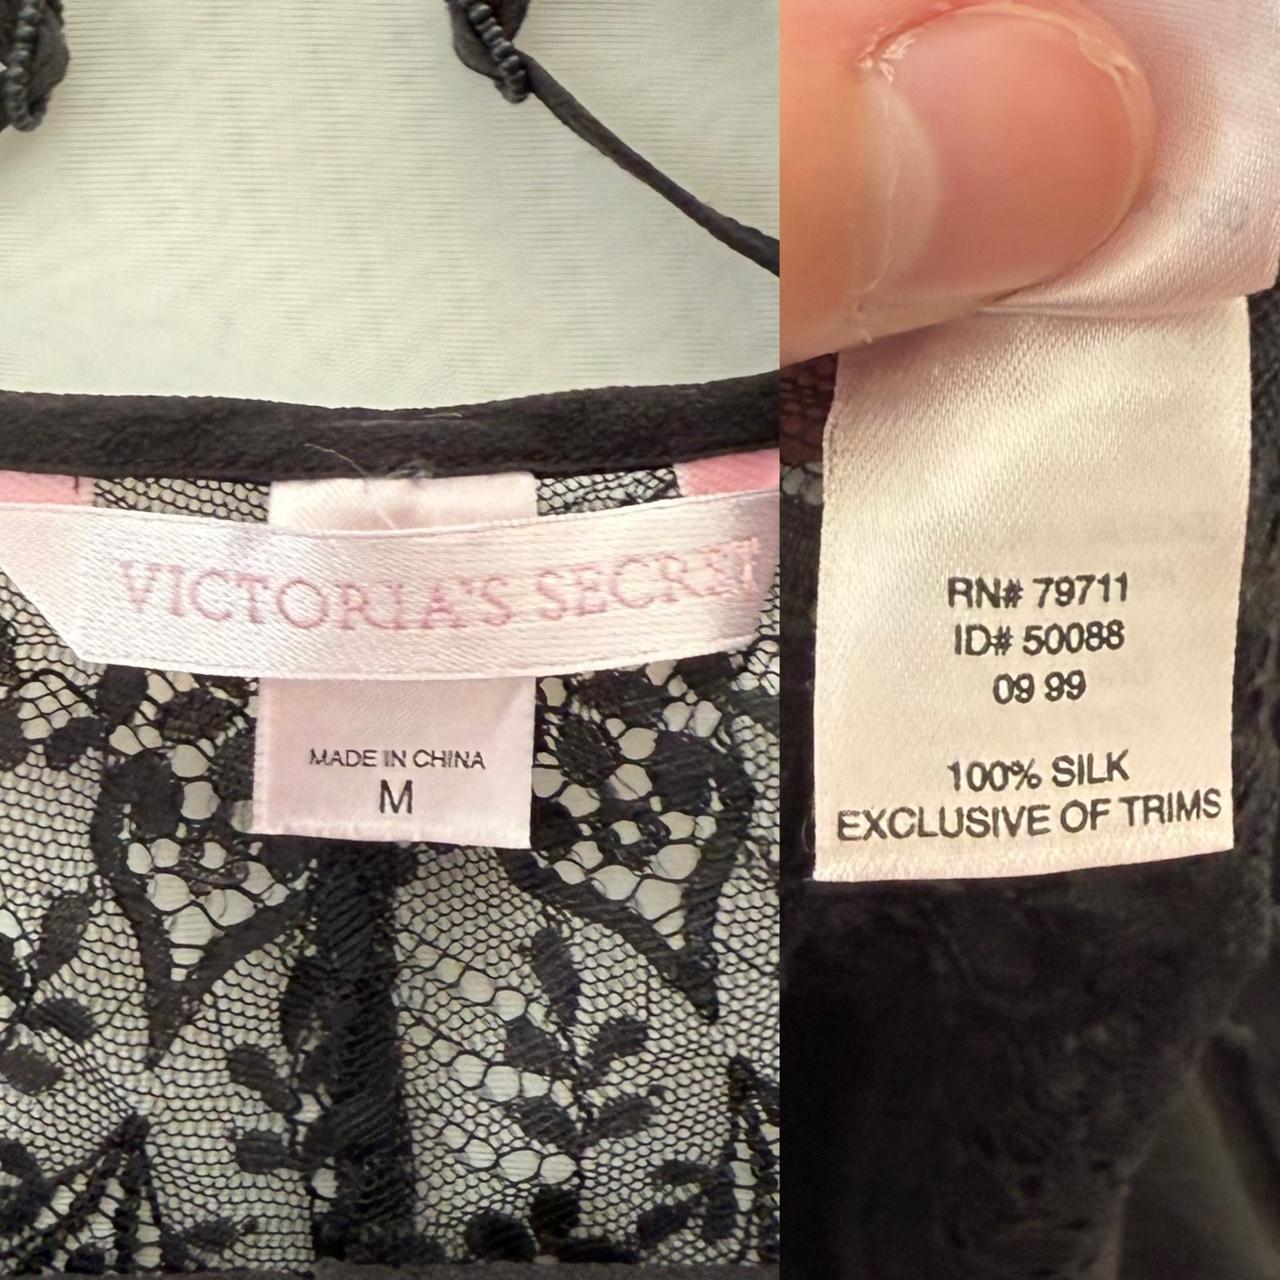 VICTORIA'S SECRET
MADE IN CHINA
M
RN# 79711
ID# 50088
09 99
100% SILK
EXCLUSIVE OF TRIMS